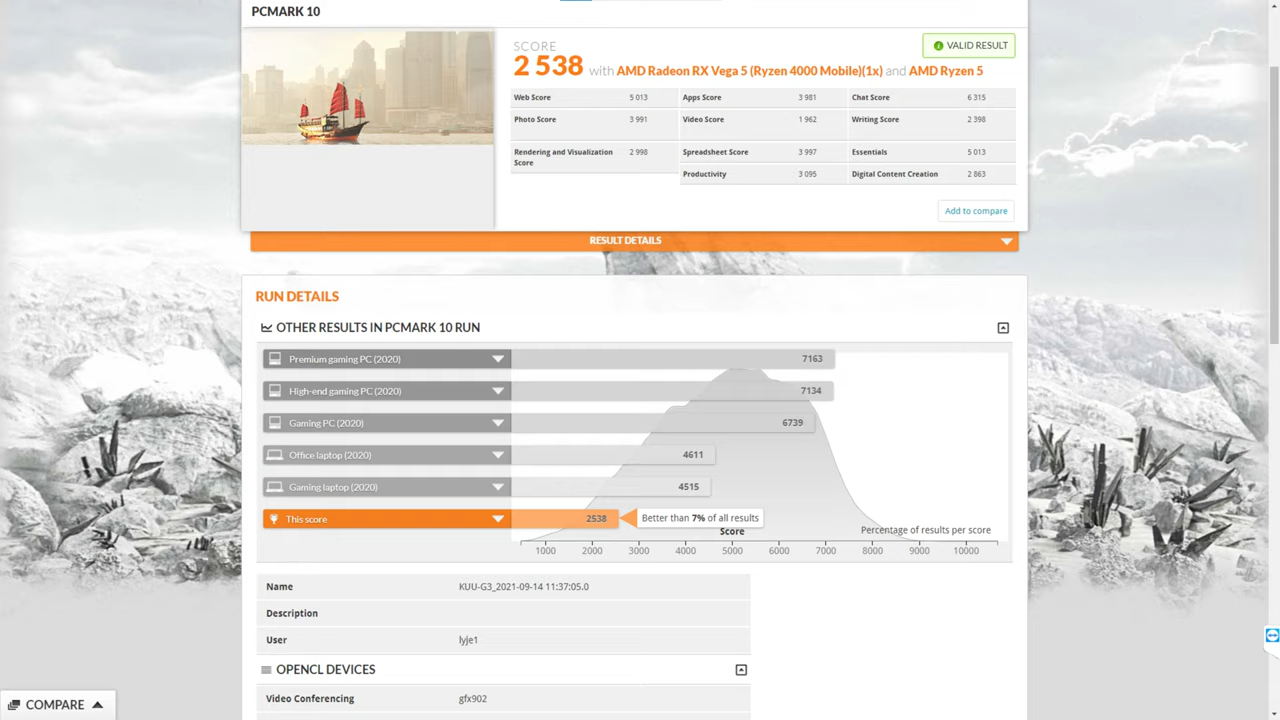 PCMARK 10
SCORE
2 538 with AMD Radeon RX Vega 5 (Ryzen 4000 Mobile)(1x) and AMD Ryzen 5
VALID RESULT
Web Score 5 013 Apps Score 3 981 Chat Score 6 315
Photo Score 3 991 Video Score 1 962 Writing Score 2 398
Rendering and Visualization Score 2 998 Spreadsheet Score 3 997 Essentials 5 013
Productivity 3 095 Digital Content Creation 2 863
Add to compare
RESULT DETAILS
RUN DETAILS
OTHER RESULTS IN PCMARK 10 RUN
Premium gaming PC (2020) 7163
High-end gaming PC (2020) 7134
Gaming PC (2020) 6739
Office laptop (2020) 4611
Gaming laptop (2020) 4515
This score 2538 Better than 7% of all results
Score Percentage of results per score
1000 2000 3000 4000 5000 6000 7000 8000 9000 10000
Name KUU-G3_2021-09-14 11:37:05.0
Description
User lyje1
OPENCL DEVICES
Video Conferencing gfx902
COMPARE